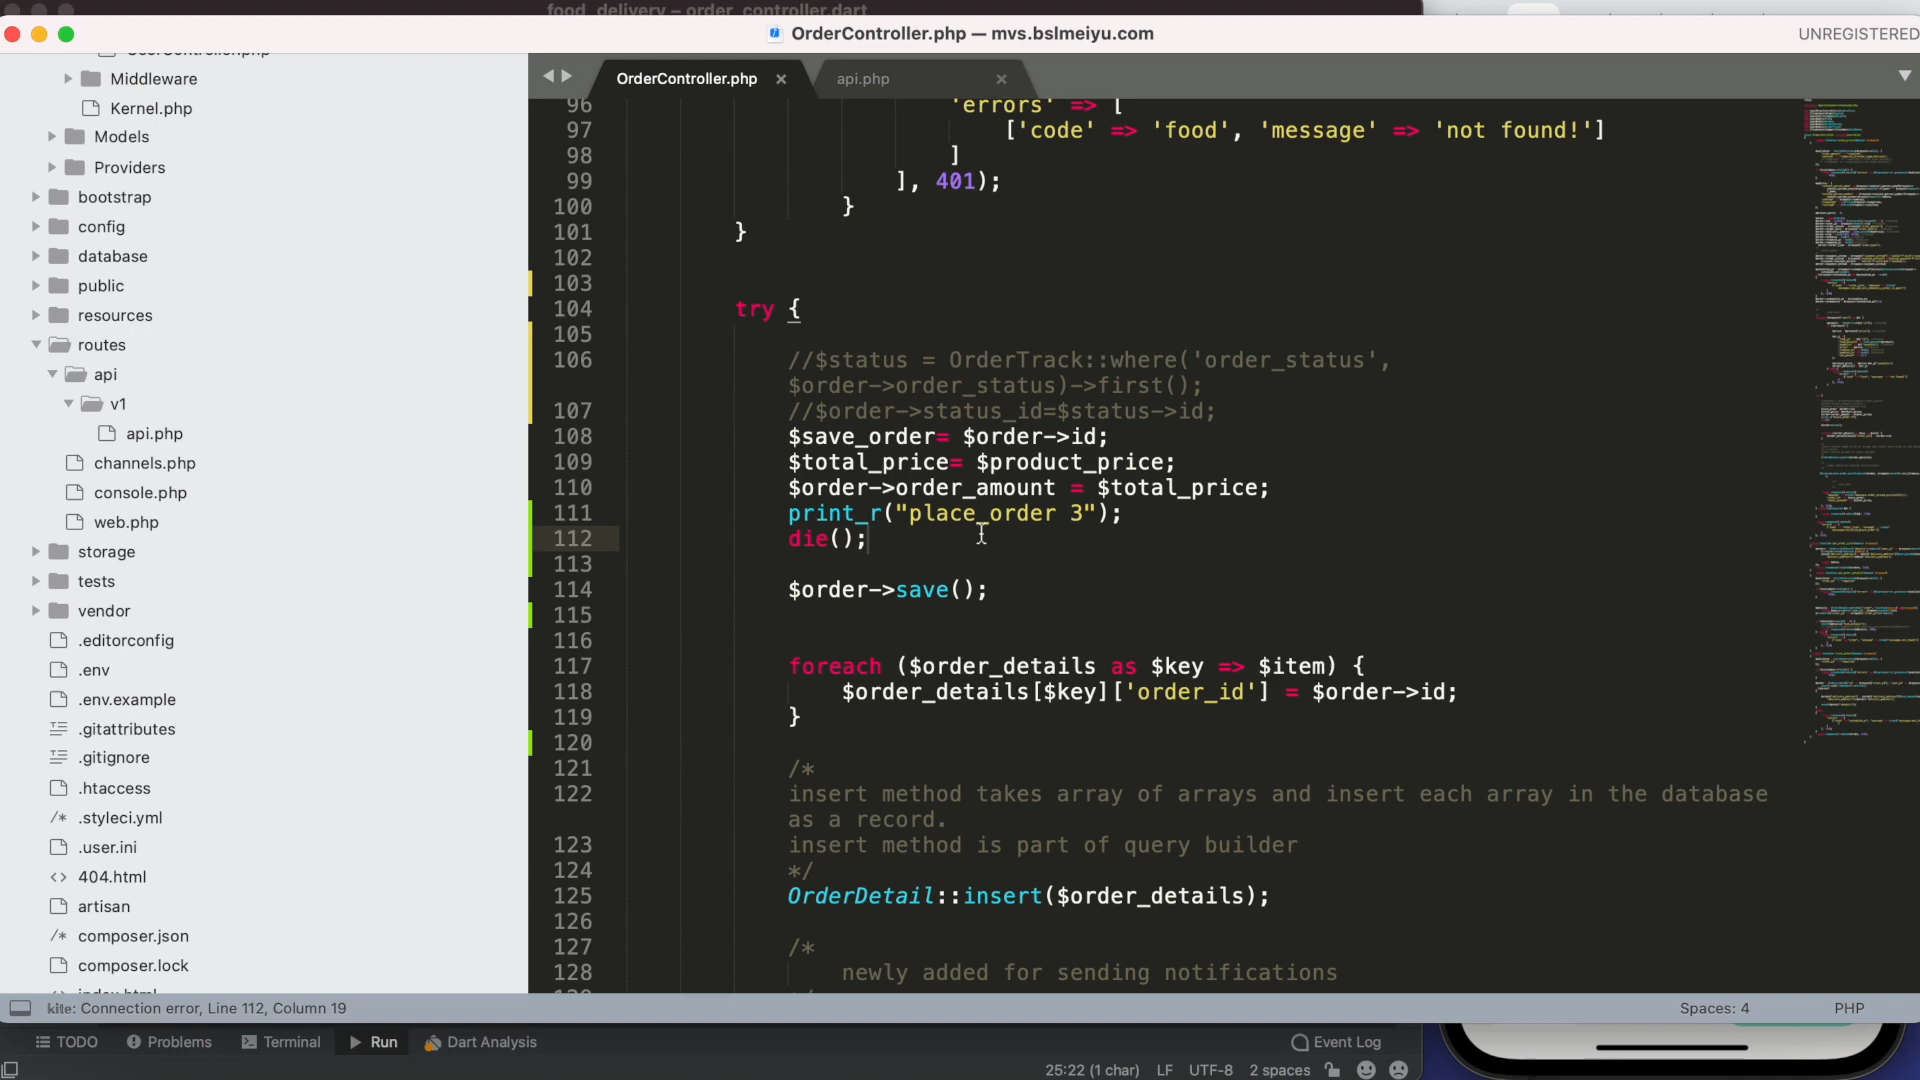 food_delivery – order_controller.dart
OrderController.php — mvs.bslmeiyu.com
UNREGISTERED
Middleware
Kernel.php
Models
Providers
bootstrap
config
database
public
resources
routes
api
v1
api.php
channels.php
console.php
web.php
storage
tests
vendor
.editorconfig
.env
.env.example
.gitattributes
.gitignore
.htaccess
.styleci.yml
.user.ini
404.html
artisan
composer.json
composer.lock
index.html
OrderController.php
api.php
96 'errors' => [
97 ['code' => 'food', 'message' => 'not found!']
98 ]
99 ], 401);
100 }
101 }
102
103
104 try {
105
106 //$status = OrderTrack::where('order_status',
$order->order_status)->first();
107 //$order->status_id=$status->id;
108 $save_order= $order->id;
109 $total_price= $product_price;
110 $order->order_amount = $total_price;
111 print_r("place_order 3");
112 die();
113
114 $order->save();
115
116
117 foreach ($order_details as $key => $item) {
118 $order_details[$key]['order_id'] = $order->id;
119 }
120
121 /*
122 insert method takes array of arrays and insert each array in the database
as a record.
123 insert method is part of query builder
124 */
125 OrderDetail::insert($order_details);
126
127 /*
128 newly added for sending notifications
kite: Connection error, Line 112, Column 19
Spaces: 4
PHP
TODO
Problems
Terminal
Run
Dart Analysis
Event Log
25:22 (1 char) LF UTF-8 2 spaces